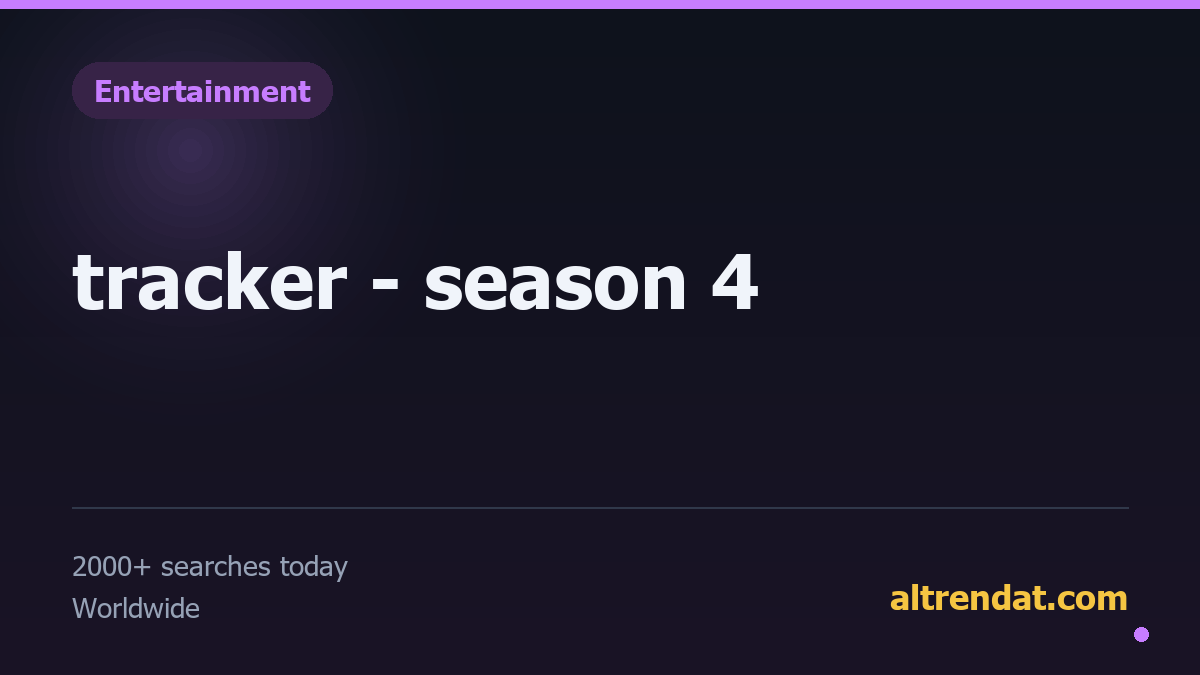 Entertainment
tracker - season 4
2000+ searches today
Worldwide
altrendat.com